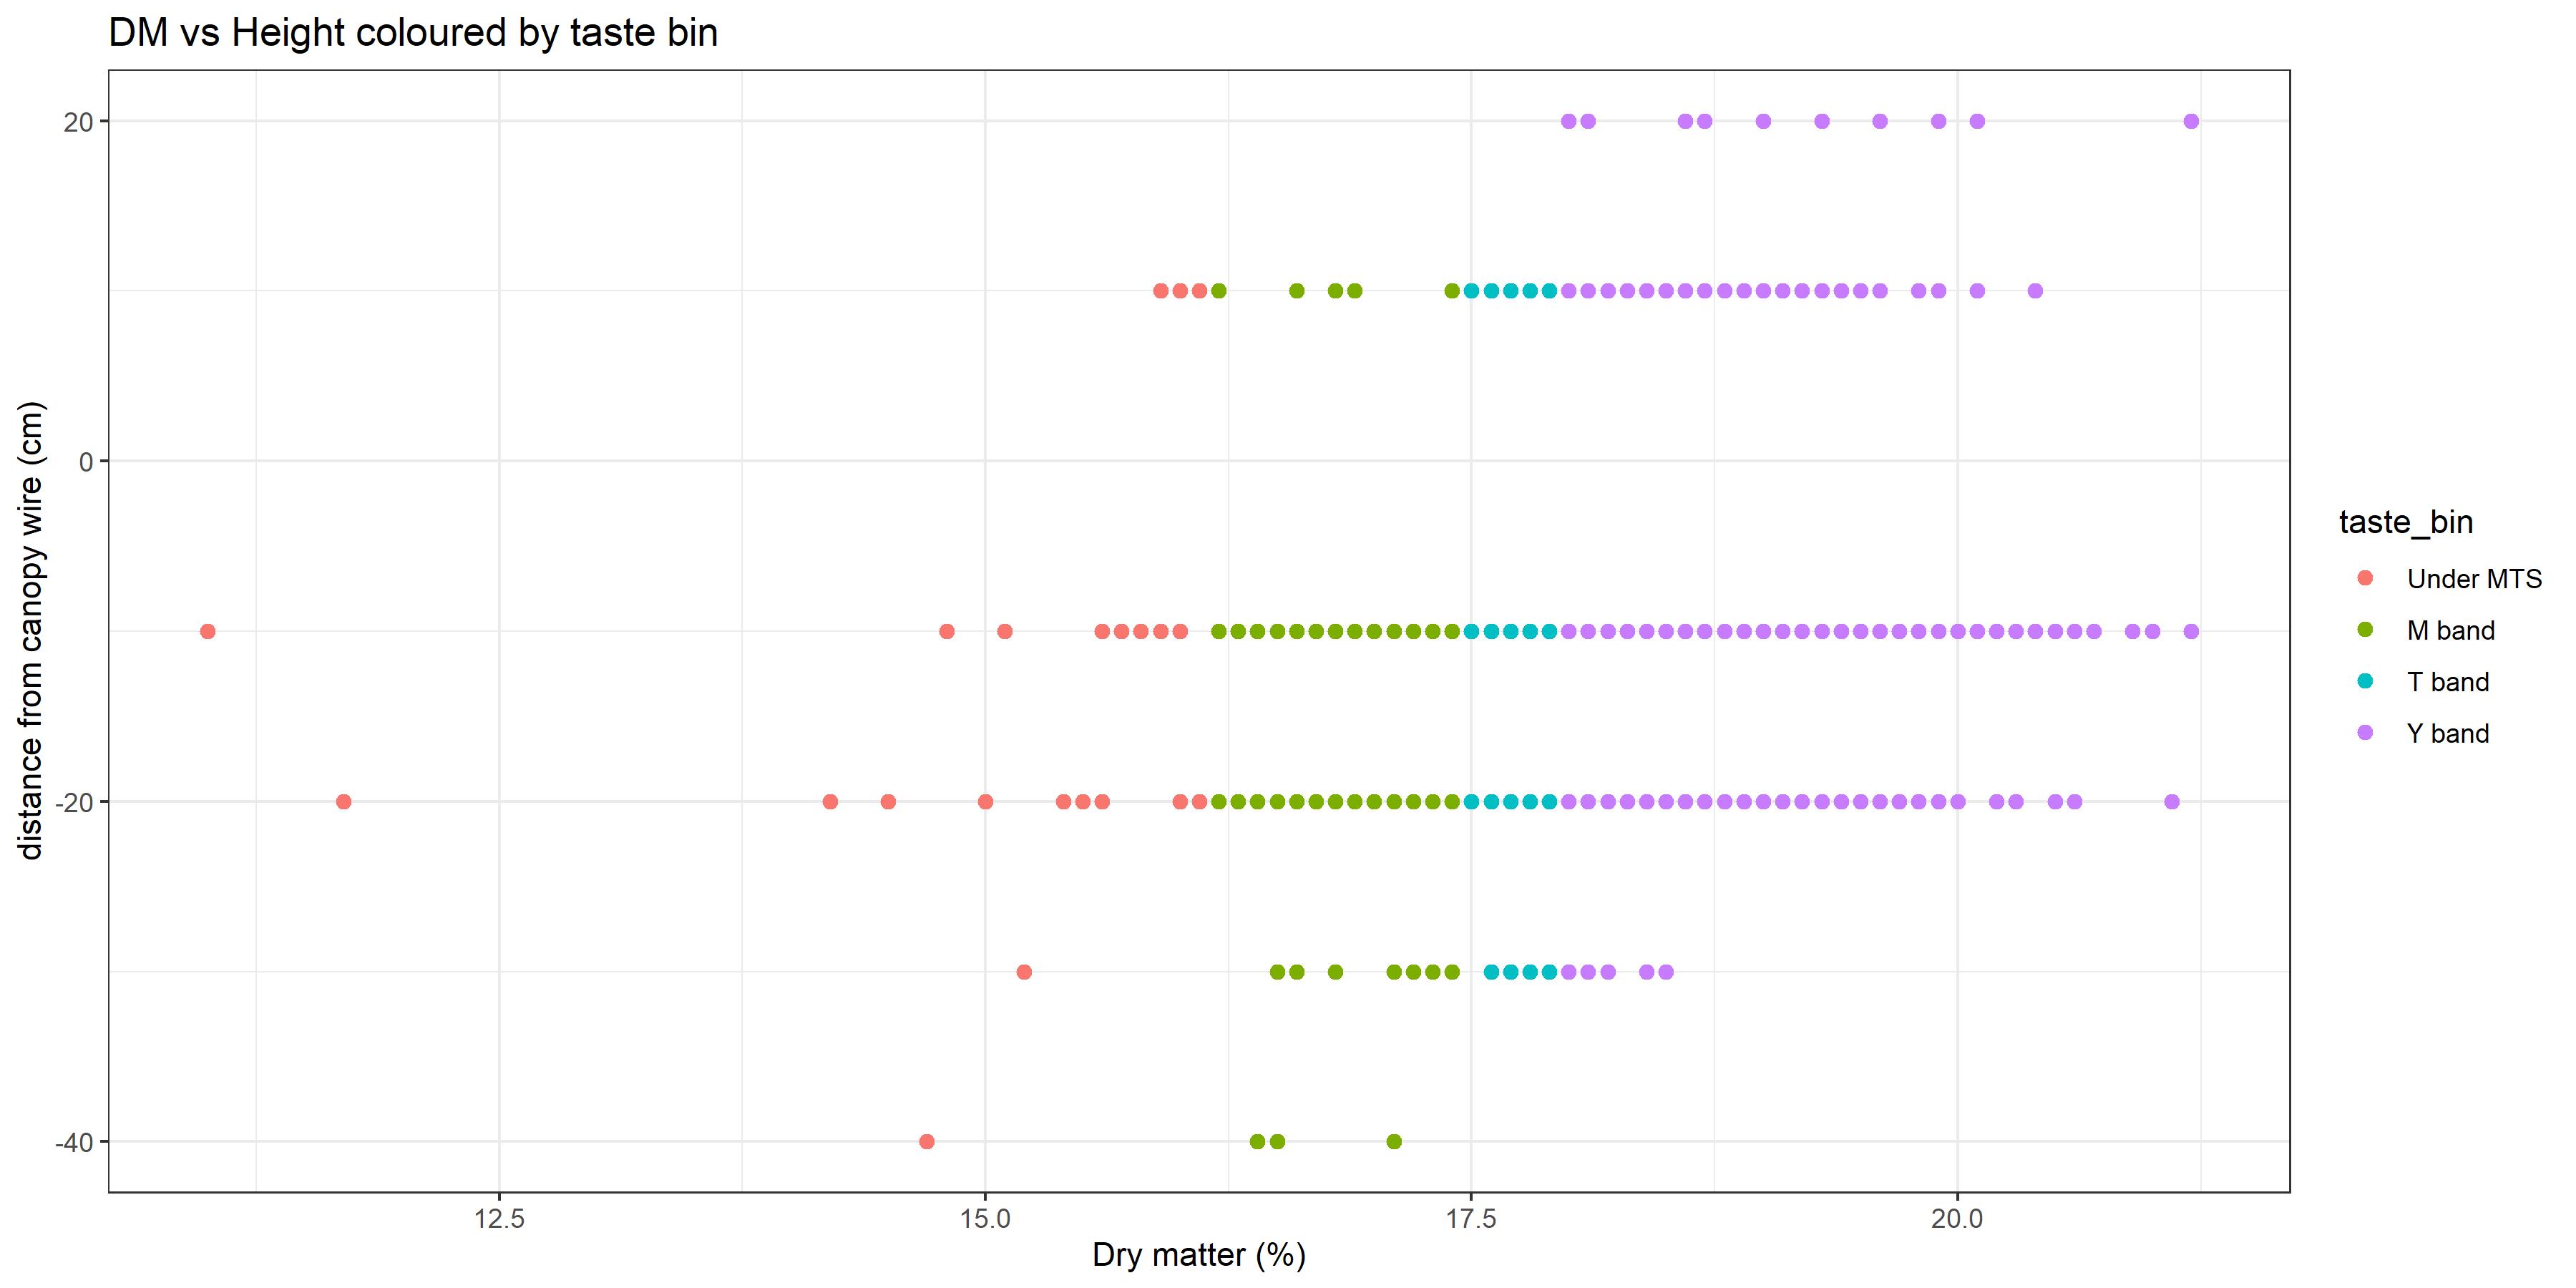 DM vs Height coloured by taste bin
20
0
-20
-40
distance from canopy wire (cm)
12.5 15.0 17.5 20.0
Dry matter (%)
taste_bin
Under MTS
M band
T band
Y band